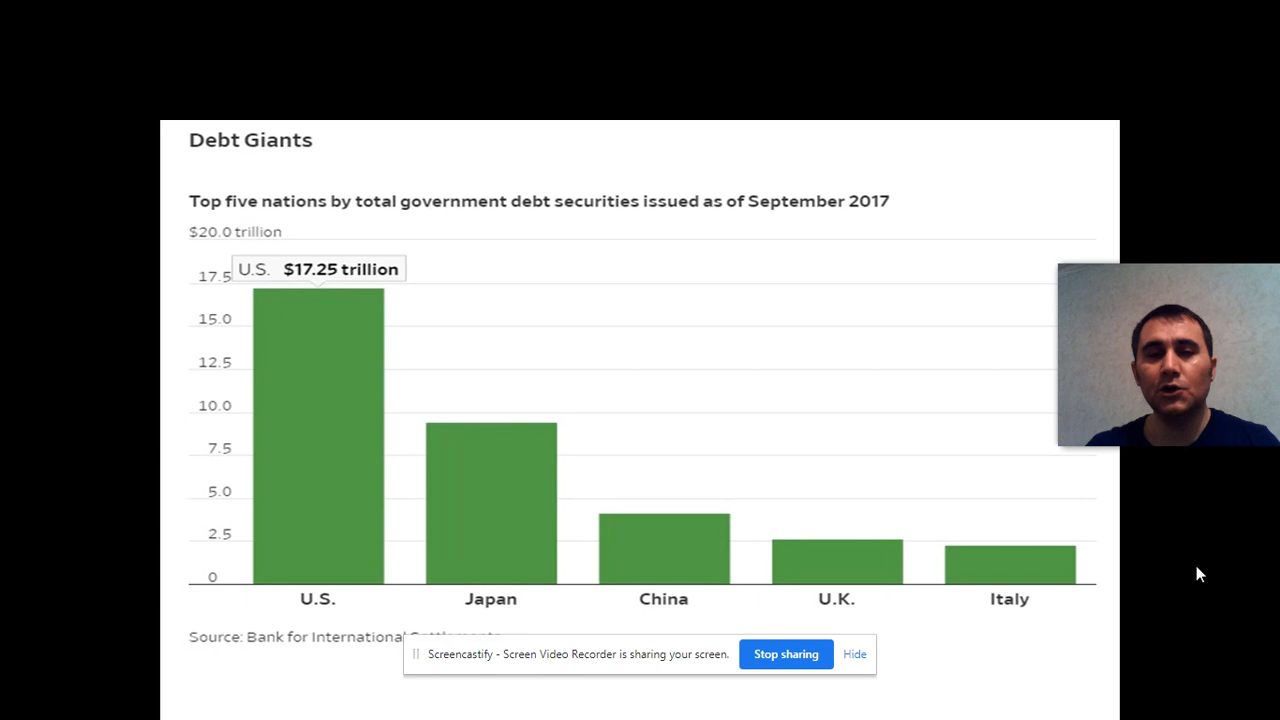 Debt Giants
Top five nations by total government debt securities issued as of September 2017
$20.0 trillion
U.S. $17.25 trillion
17.5
15.0
12.5
10.0
7.5
5.0
2.5
0
U.S. Japan China U.K. Italy
Source: Bank for International
Screencastify - Screen Video Recorder is sharing your screen. Stop sharing Hide